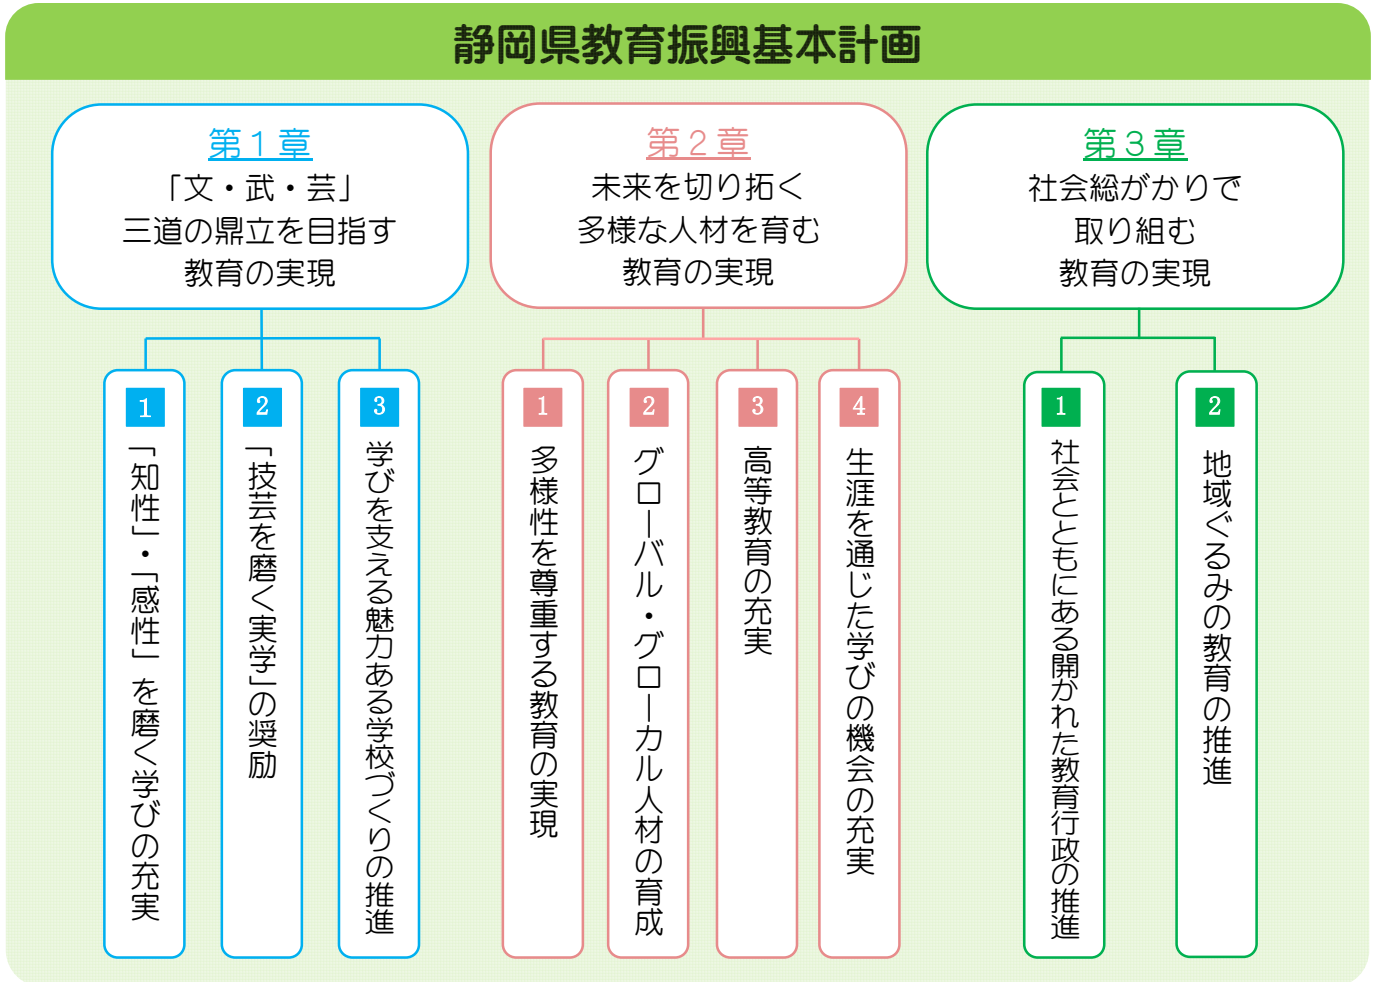 静岡県教育振興基本計画
第１章
「文・武・芸」
三道の鼎立を目指す
教育の実現
1
「知性」・「感性」を磨く学びの充実
2
「技芸を磨く実学」の奨励
3
学びを支える魅力ある学校づくりの推進
第２章
未来を切り拓く
多様な人材を育む
教育の実現
1
多様性を尊重する教育の実現
2
グローバル・グローカル人材の育成
3
高等教育の充実
4
生涯を通じた学びの機会の充実
第３章
社会総がかりで
取り組む
教育の実現
1
社会とともにある開かれた教育行政の推進
2
地域ぐるみの教育の推進